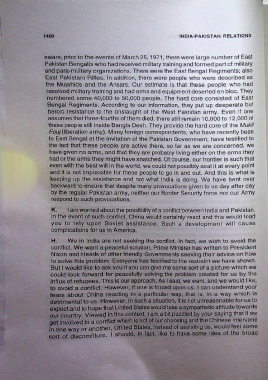 1480 INDIA-PAKISTAN RELATIONS
aware, prior to the events of March 25, 1971, there were large number of East
Pakistan Bengalis who had received military training and formed part of military
and para-military organizations. There were the East Bengal Regiments; also
East Pakistani Rifles. In addition, there were people who were described as
the Mujahids and the Ansars. Our estimate is that these people who had
received military training and had arms and equipment deserted en bloc. They
numbered some 40,000 to 50,000 people. The hard core consisted of East
Bengal Regiments. According to our information, they put up desperate but
heroic resistance to the onslaught of the West Pakistan army. Even if one
assumes that three-fourths of them died, there still remain 10,000 to 12,000 of
these people still inside Bangla Desh. They provide the hard core of the Mukti
Fauj (liberation army). Many foreign correspondents, who have recently been
to East Bengal at the invitation of the Pakistan Government, have testified to
the fact that these people are active there, so far as we are concerned, we
have given no arms, and that they are probably living either on the arms they
had or the arms they might have snatched. Of course, our frontier is such that
even with the best will in the world, we could not possibly seal it at every point
and it is not impossible for these people to go in and out. And this is what is
keeping up the resistance and not what India is doing. We have bent over
backward to ensure that despite many provocations given to us day after day
by the regular Pakistan army, neither our Border Security force nor our Army
respond to such provocations.
K. I am worried about the possibility of a conflict between India and Pakistan.
In the event of such conflict, China would certainly react and this would lead
you to rely upon Soviet assistance. Such a development will cause
complications for us in America.
H. We in India are not seeking the conflict. In fact, we wish to avoid the
conflict. We want a peaceful solution. Prime Minister has written to President
Nixon and Heads of other friendly Governments seeking their advice on how
to solve this problem. Everyone has testified to the restraint we have shown.
But I would like to ask you if you can give me some sort of a picture which we
could look forward for peacefully solving the problem created for us by the
influx of refugees. This is our approach. As I said, we want, and we would like,
to avoid a conflict. However, if one is forced upon us, I can understand your
fears about China reacting in a particular way, that is in a way which is
detrimental to us. However, in such a situation, it is not unreasonable for us to
expect and to hope that United States would take a sympathetic attitude towards
our country. Viewed in this context, I am a bit puzzled by your saying that if we
get involved in a conflict which is not of our choosing and the Chinese intervene
in one way or another, United States, instead of assisting us, would feel some
sort of discomfiture. I should, in fact, like to have some idea of the broad